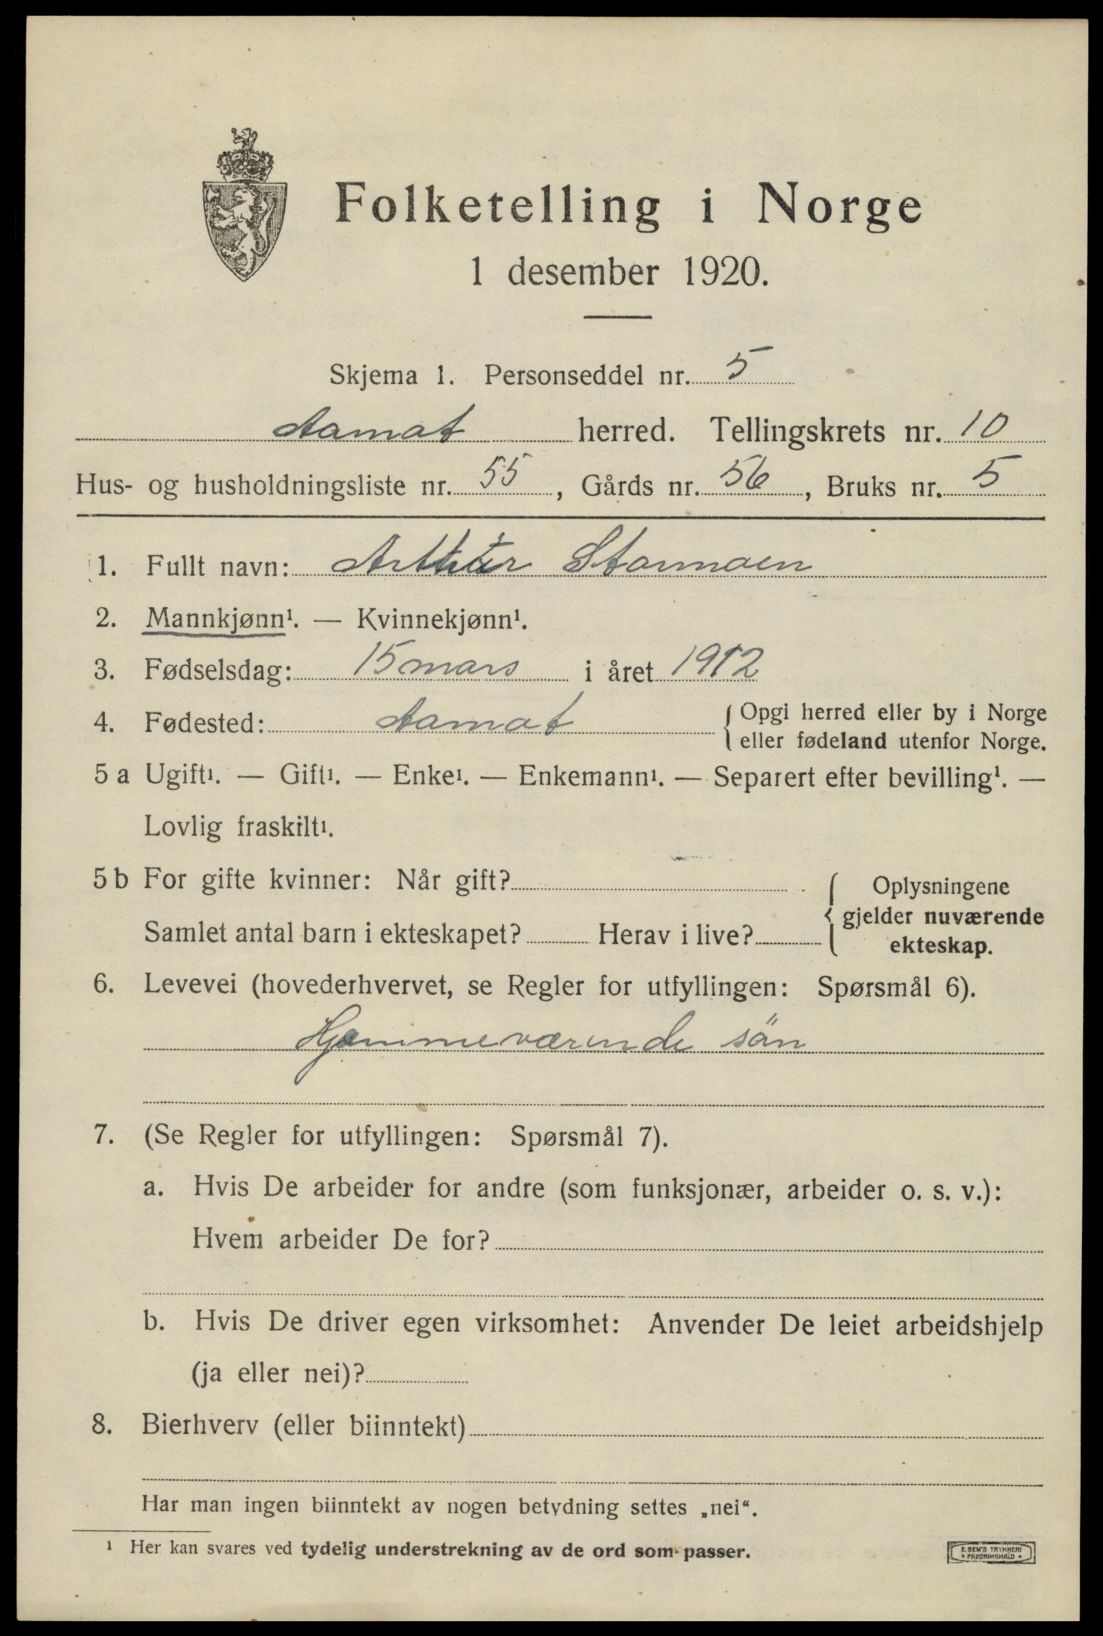 Folketelling i Norge
1 desember 1920.
Skjema 1. Personseddel nr. 5
Aamot herred. Tellingskrets nr. 10
Hus- og husholdningsliste nr. 55, Gårds nr. 56, Bruks nr. 5
1. Fullt navn: Arthur Stormoen
2. Mannkjønn¹. — Kvinnekjønn¹.
3. Fødselsdag: 15 mars i året 1912
4. Fødested: Aamot { Opgi herred eller by i Norge
eller fødeland utenfor Norge.
5 a Ugift¹. — Gift¹. — Enke¹. — Enkemann¹. — Separert efter bevilling¹. —
Lovlig fraskilt¹.
5 b For gifte kvinner: Når gift?
Samlet antal barn i ekteskapet? Herav i live?
{ Oplysningene
gjelder nuværende
ekteskap.
6. Levevei (hovederhvervet, se Regler for utfyllingen: Spørsmål 6).
Hjemmeværende sön
7. (Se Regler for utfyllingen: Spørsmål 7).
a. Hvis De arbeider for andre (som funksjonær, arbeider o. s. v.):
Hvem arbeider De for?
b. Hvis De driver egen virksomhet: Anvender De leiet arbeidshjelp
(ja eller nei)?
8. Bierhverv (eller biinntekt)
Har man ingen biinntekt av nogen betydning settes „nei“.
¹ Her kan svares ved tydelig understrekning av de ord som passer.
E. SEM'S TRYKKERI
• FREDRIKSHALD •